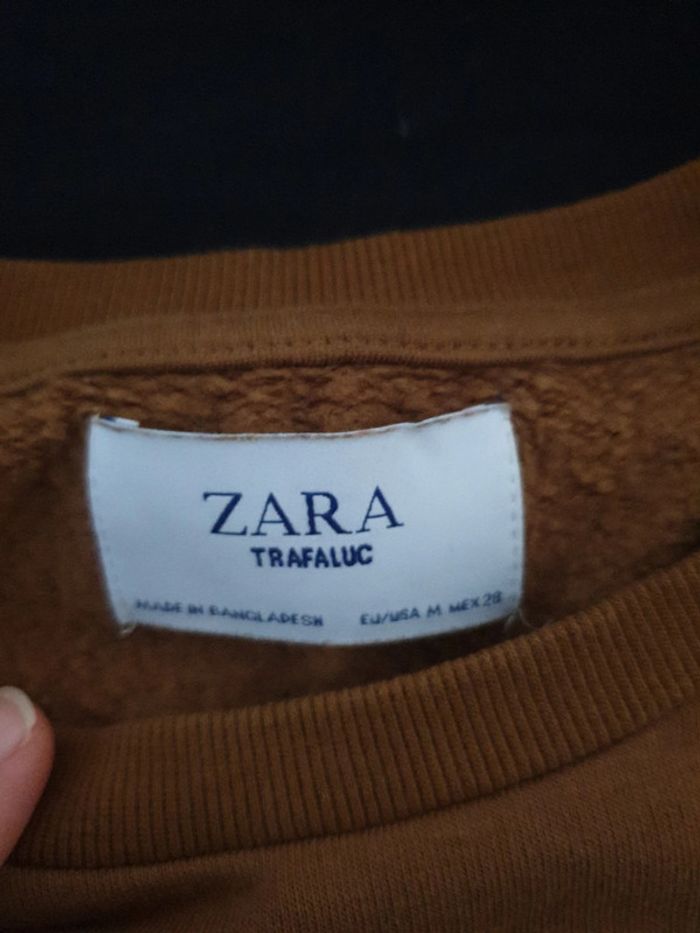 ZARA
TRAFALUC
MADE IN BANGLADESH EU/USA M MEX 28